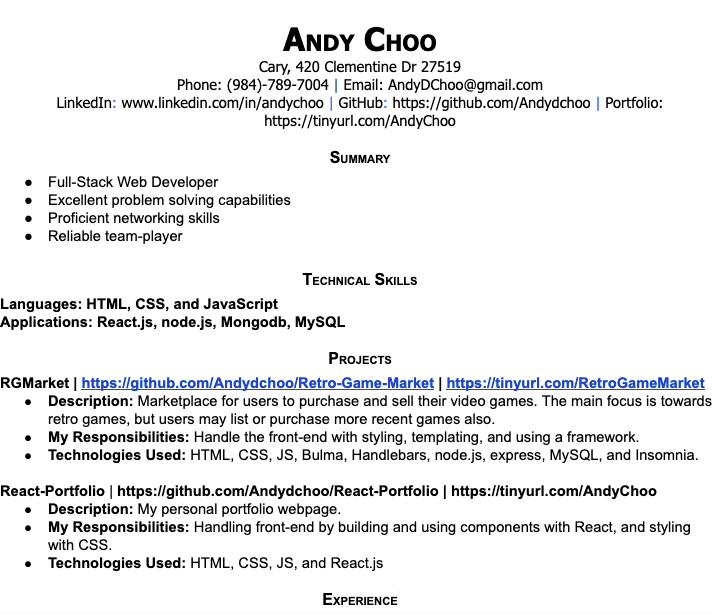 ANDY CHOO
Cary, 420 Clementine Dr 27519
Phone: (984)-789-7004 | Email: AndyDChoo@gmail.com
LinkedIn: www.linkedin.com/in/andychoo | GitHub: https://github.com/Andydchoo | Portfolio:
https://tinyurl.com/AndyChoo
SUMMARY
● Full-Stack Web Developer
● Excellent problem solving capabilities
● Proficient networking skills
● Reliable team-player
TECHNICAL SKILLS
Languages: HTML, CSS, and JavaScript
Applications: React.js, node.js, Mongodb, MySQL
PROJECTS
RGMarket | https://github.com/Andydchoo/Retro-Game-Market | https://tinyurl.com/RetroGameMarket
● Description: Marketplace for users to purchase and sell their video games. The main focus is towards
retro games, but users may list or purchase more recent games also.
● My Responsibilities: Handle the front-end with styling, templating, and using a framework.
● Technologies Used: HTML, CSS, JS, Bulma, Handlebars, node.js, express, MySQL, and Insomnia.
React-Portfolio | https://github.com/Andydchoo/React-Portfolio | https://tinyurl.com/AndyChoo
● Description: My personal portfolio webpage.
● My Responsibilities: Handling front-end by building and using components with React, and styling
with CSS.
● Technologies Used: HTML, CSS, JS, and React.js
EXPERIENCE